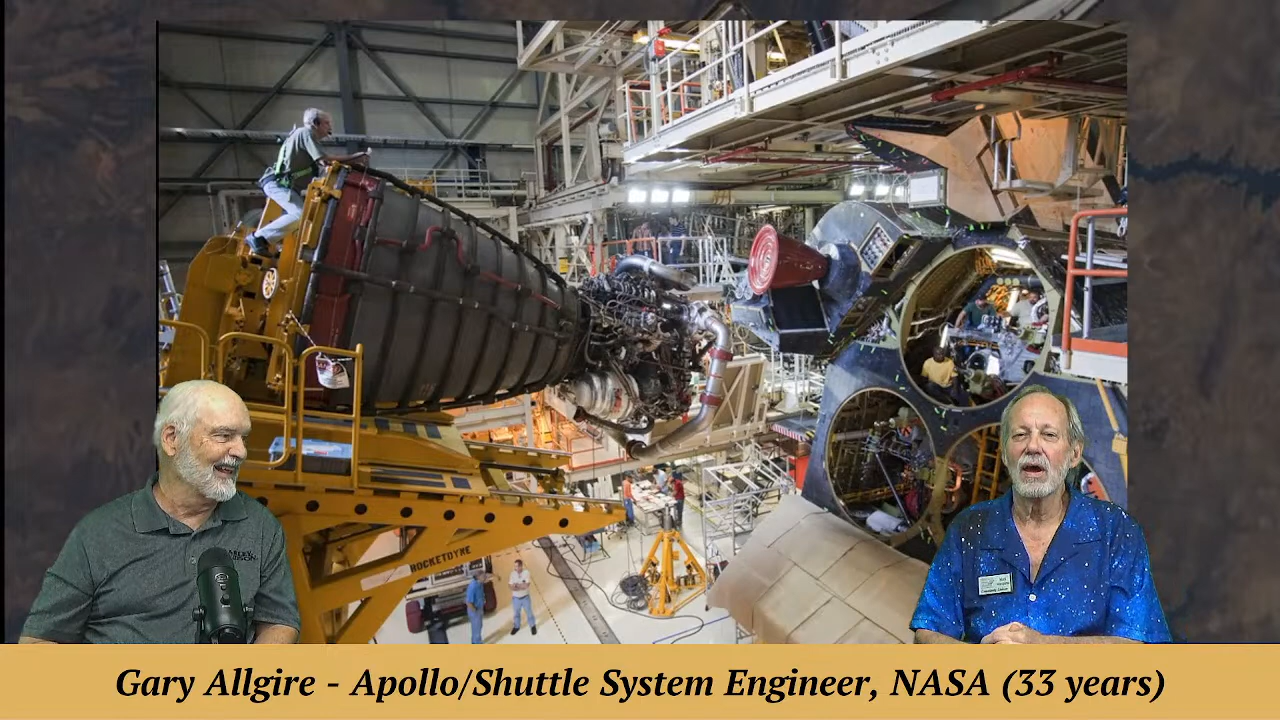 ROCKETDYNE
Gary Allgire - Apollo/Shuttle System Engineer, NASA (33 years)